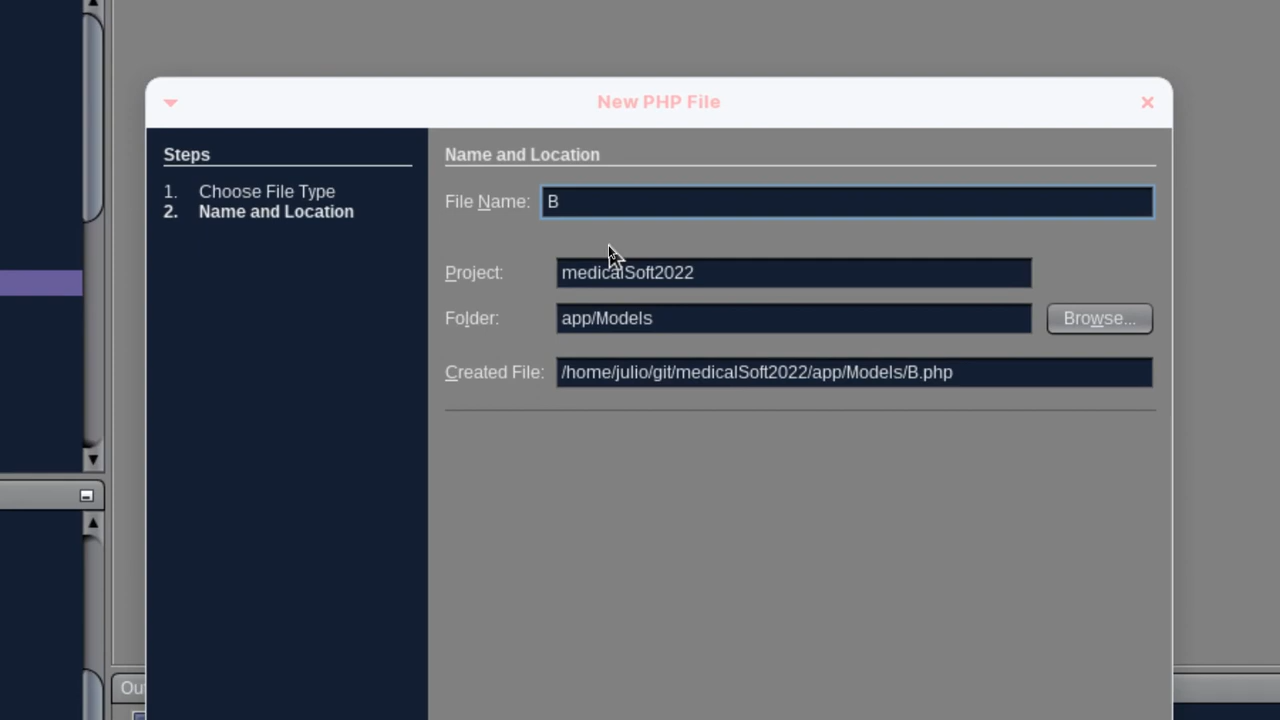 New PHP File
Steps
1. Choose File Type
2. Name and Location
Name and Location
File Name: B
Project: medicalSoft2022
Folder: app/Models Browse...
Created File: /home/julio/git/medicalSoft2022/app/Models/B.php